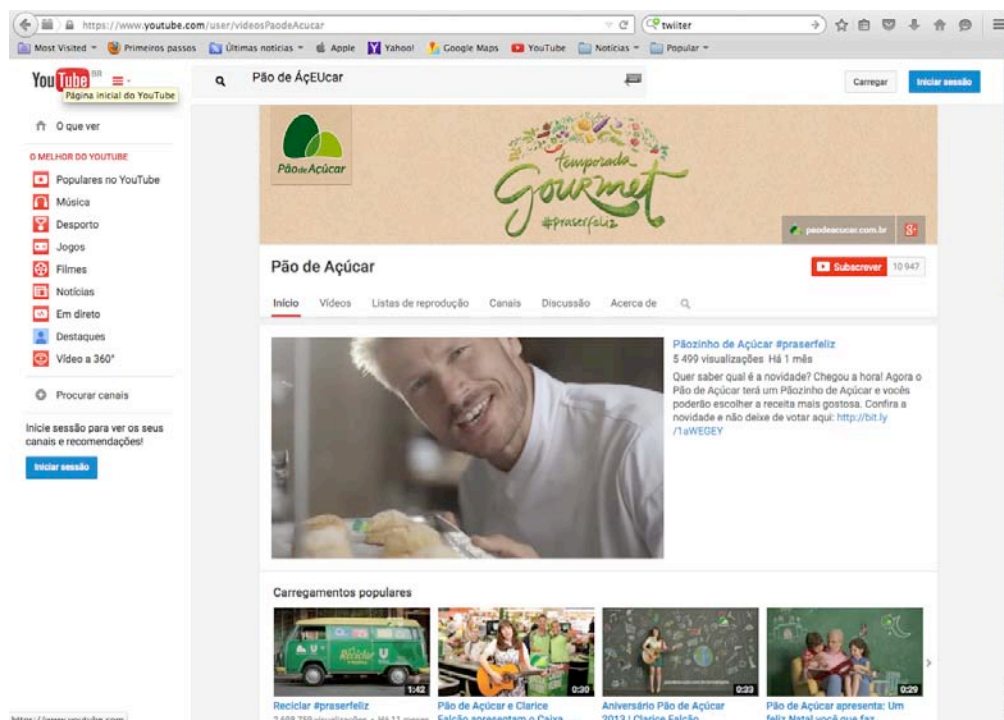 https://www.youtube.com/user/videosPaodeAcucar
twiiter
Most Visited
Primeiros passos
Últimas notícias
Apple
Yahoo!
Google Maps
YouTube
Notícias
Popular
YouTube BR
Pão de ÁçEUcar
Carregar
Iniciar sessão
Página inicial do YouTube
O que ver
O MELHOR DO YOUTUBE
Populares no YouTube
Música
Desporto
Jogos
Filmes
Notícias
Em direto
Destaques
Vídeo a 360°
Procurar canais
Inicie sessão para ver os seus
canais e recomendações!
Iniciar sessão
Pão de Açúcar
temporada
Gourmet
#praserfeliz
paodeacucar.com.br
Pão de Açúcar
Subscrever
10 947
Início
Vídeos
Listas de reprodução
Canais
Discussão
Acerca de
Pãozinho de Açúcar #praserfeliz
5 499 visualizações Há 1 mês
Quer saber qual é a novidade? Chegou a hora! Agora o
Pão de Açúcar terá um Pãozinho de Açúcar e vocês
poderão escolher a receita mais gostosa. Confira a
novidade e não deixe de votar aqui: http://bit.ly
/1aWEGEY
Carregamentos populares
Reciclar
1:42
0:30
0:33
0:29
Reciclar #praserfeliz
Pão de Açúcar e Clarice
Falcão apresentam o Caixa
Aniversário Pão de Açúcar
2013 | Clarice Falcão
Pão de Açúcar apresenta: Um
feliz Natal você que faz
https://www.youtube.com